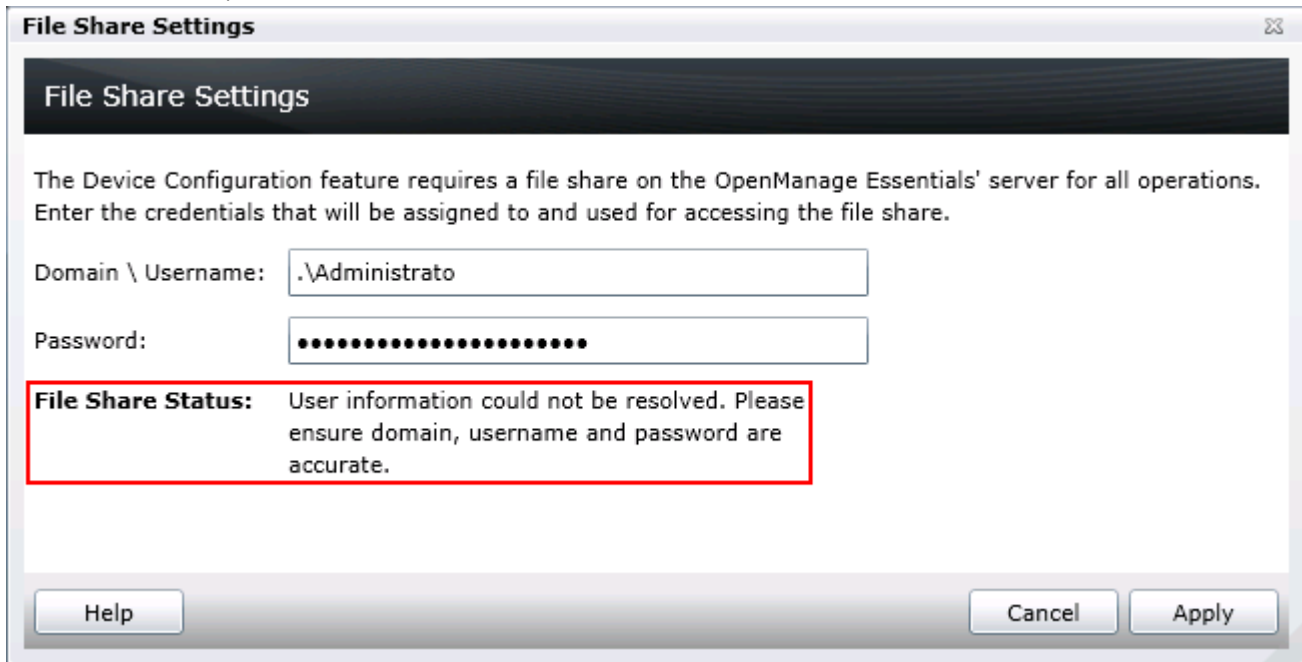 File Share Settings
File Share Settings
The Device Configuration feature requires a file share on the OpenManage Essentials' server for all operations.
Enter the credentials that will be assigned to and used for accessing the file share.
Domain \ Username: .\Administrato
Password: ••••••••••••••••••••••
File Share Status: User information could not be resolved. Please
ensure domain, username and password are
accurate.
Help Cancel Apply